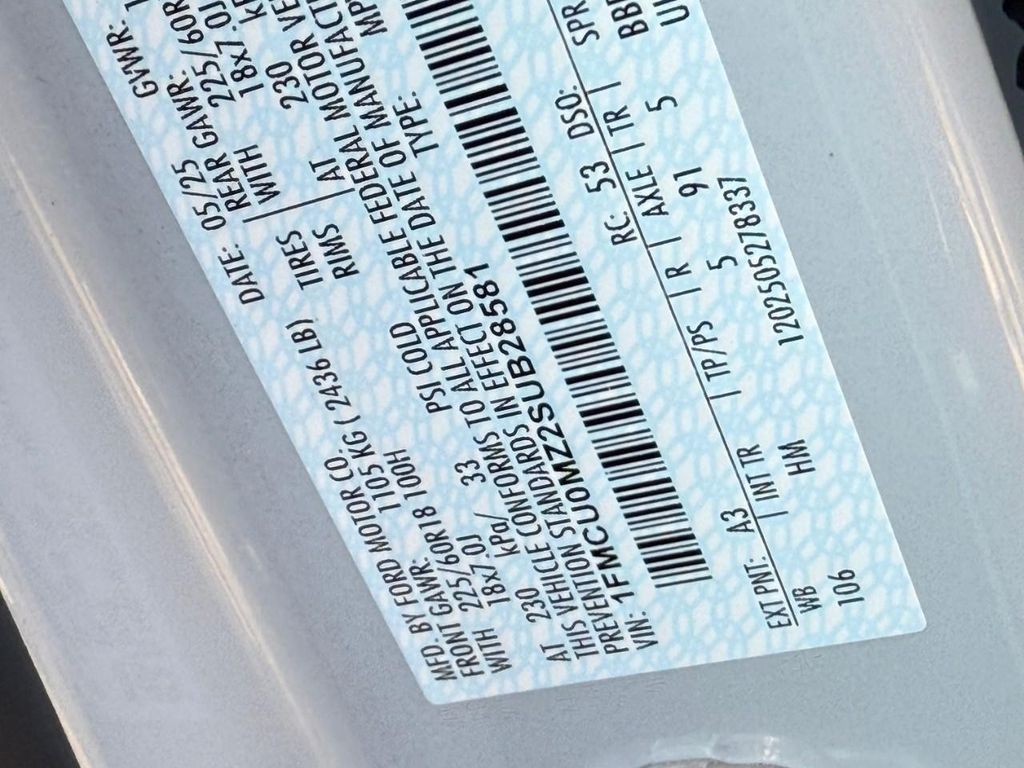 MFD. BY FORD MOTOR CO. DATE: 05/25 GVWR:
FRONT GAWR: 1105 KG (2436 LB) REAR GAWR:
225/60R18 100H TIRES WITH 225/60R
WITH 18x7.0J RIMS 18x7.0J
AT 230 kPa/ 33 PSI COLD AT 230
THIS VEHICLE CONFORMS TO ALL APPLICABLE FEDERAL MOTOR VE
STANDARDS IN EFFECT ON THE DATE OF MANUFACT
PREVENTION
VIN: 1FMCU0MZ2SUB28581 TYPE: MP
EXT PNT: A3 RC: 53 DSO: SPR
WB INT TR TP/PS R AXLE TR
106 HM 5 91 5
1202505278337